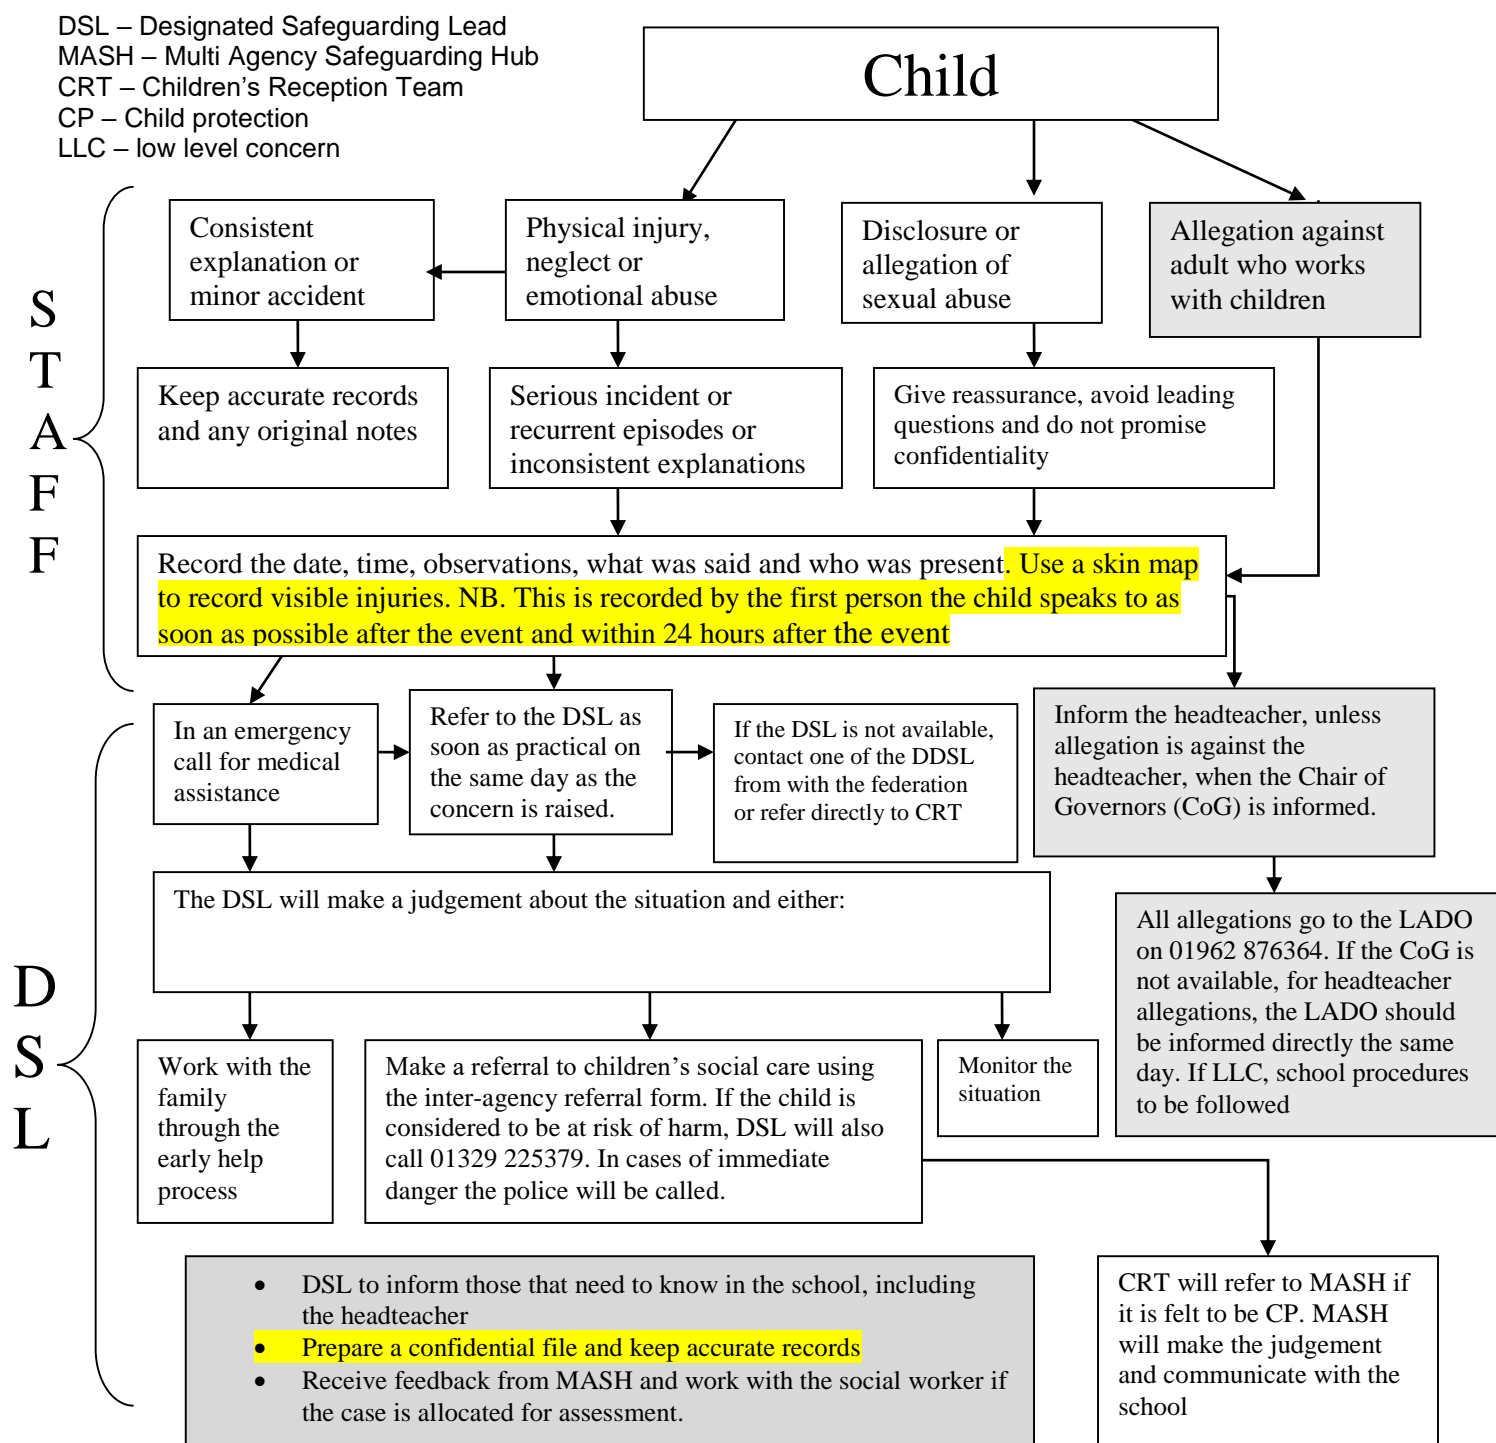 DSL – Designated Safeguarding Lead
MASH – Multi Agency Safeguarding Hub
CRT – Children's Reception Team
CP – Child protection
LLC – low level concern
Child
S
T
A
F
F
Consistent
explanation or
minor accident
Physical injury,
neglect or
emotional abuse
Disclosure or
allegation of
sexual abuse
Allegation against
adult who works
with children
Keep accurate records
and any original notes
Serious incident or
recurrent episodes or
inconsistent explanations
Give reassurance, avoid leading
questions and do not promise
confidentiality
Record the date, time, observations, what was said and who was present. Use a skin map
to record visible injuries. NB. This is recorded by the first person the child speaks to as
soon as possible after the event and within 24 hours after the event
D
S
L
In an emergency
call for medical
assistance
Refer to the DSL as
soon as practical on
the same day as the
concern is raised.
If the DSL is not available,
contact one of the DDSL
from with the federation
or refer directly to CRT
Inform the headteacher, unless
allegation is against the
headteacher, when the Chair of
Governors (CoG) is informed.
The DSL will make a judgement about the situation and either:
All allegations go to the LADO
on 01962 876364. If the CoG is
not available, for headteacher
allegations, the LADO should
be informed directly the same
day. If LLC, school procedures
to be followed
Work with the
family
through the
early help
process
Make a referral to children's social care using
the inter-agency referral form. If the child is
considered to be at risk of harm, DSL will also
call 01329 225379. In cases of immediate
danger the police will be called.
Monitor the
situation
• DSL to inform those that need to know in the school, including
the headteacher
• Prepare a confidential file and keep accurate records
• Receive feedback from MASH and work with the social worker if
the case is allocated for assessment.
CRT will refer to MASH if
it is felt to be CP. MASH
will make the judgement
and communicate with the
school